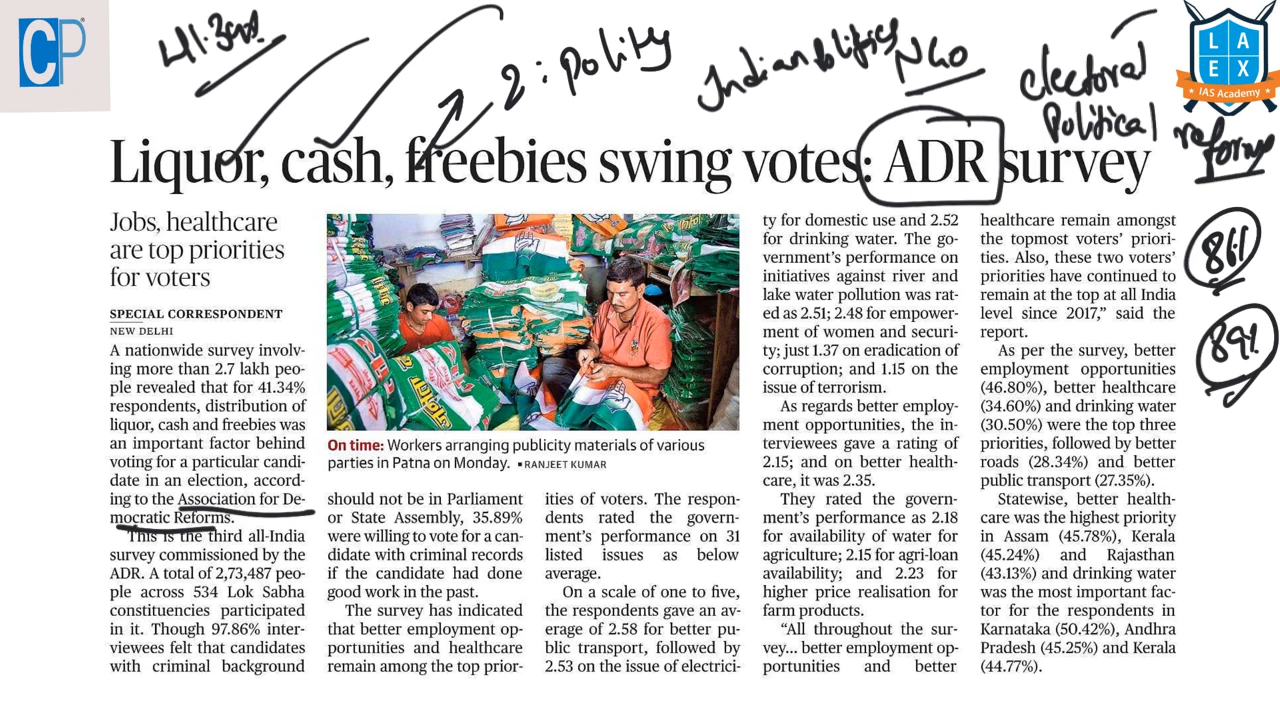 CP
41.3%
2: polity
Indian politics
NGO
electoral
Political
reforms
L A
E X
IAS Academy
Liquor, cash, freebies swing votes: ADR survey
861
89%
Jobs, healthcare
are top priorities
for voters
SPECIAL CORRESPONDENT
NEW DELHI
A nationwide survey involv-
ing more than 2.7 lakh peo-
ple revealed that for 41.34%
respondents, distribution of
liquor, cash and freebies was
an important factor behind
voting for a particular candi-
date in an election, accord-
ing to the Association for De-
mocratic Reforms.
This is the third all-India
survey commissioned by the
ADR. A total of 2,73,487 peo-
ple across 534 Lok Sabha
constituencies participated
in it. Though 97.86% inter-
viewees felt that candidates
with criminal background
On time: Workers arranging publicity materials of various
parties in Patna on Monday. ▪RANJEET KUMAR
should not be in Parliament
or State Assembly, 35.89%
were willing to vote for a can-
didate with criminal records
if the candidate had done
good work in the past.
The survey has indicated
that better employment op-
portunities and healthcare
remain among the top prior-
ities of voters. The respon-
dents rated the govern-
ment's performance on 31
listed issues as below
average.
On a scale of one to five,
the respondents gave an av-
erage of 2.58 for better pu-
blic transport, followed by
2.53 on the issue of electrici-
ty for domestic use and 2.52
for drinking water. The go-
vernment's performance on
initiatives against river and
lake water pollution was rat-
ed as 2.51; 2.48 for empower-
ment of women and securi-
ty; just 1.37 on eradication of
corruption; and 1.15 on the
issue of terrorism.
As regards better employ-
ment opportunities, the in-
terviewees gave a rating of
2.15; and on better health-
care, it was 2.35.
They rated the govern-
ment's performance as 2.18
for availability of water for
agriculture; 2.15 for agri-loan
availability; and 2.23 for
higher price realisation for
farm products.
“All throughout the sur-
vey... better employment op-
portunities and better
healthcare remain amongst
the topmost voters' priori-
ties. Also, these two voters'
priorities have continued to
remain at the top at all India
level since 2017,” said the
report.
As per the survey, better
employment opportunities
(46.80%), better healthcare
(34.60%) and drinking water
(30.50%) were the top three
priorities, followed by better
roads (28.34%) and better
public transport (27.35%).
Statewise, better health-
care was the highest priority
in Assam (45.78%), Kerala
(45.24%) and Rajasthan
(43.13%) and drinking water
was the most important fac-
tor for the respondents in
Karnataka (50.42%), Andhra
Pradesh (45.25%) and Kerala
(44.77%).